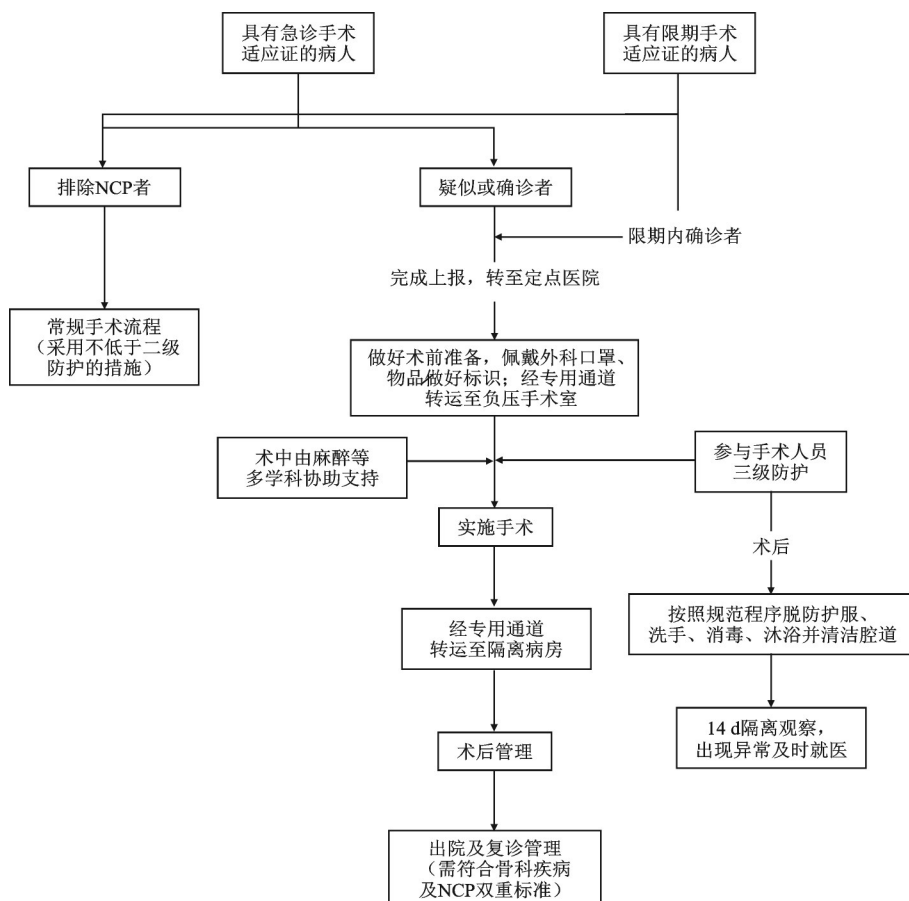 具有急诊手术
适应证的病人
具有限期手术
适应证的病人
排除NCP者
疑似或确诊者
限期内确诊者
完成上报，转至定点医院
常规手术流程
（采用不低于二级
防护的措施）
做好术前准备，佩戴外科口罩、
物品做好标识；经专用通道
转运至负压手术室
术中由麻醉等
多学科协助支持
参与手术人员
三级防护
实施手术
术后
经专用通道
转运至隔离病房
按照规范程序脱防护服、
洗手、消毒、沐浴并清洁腔道
术后管理
14 d隔离观察，
出现异常及时就医
出院及复诊管理
（需符合骨科疾病
及NCP双重标准）